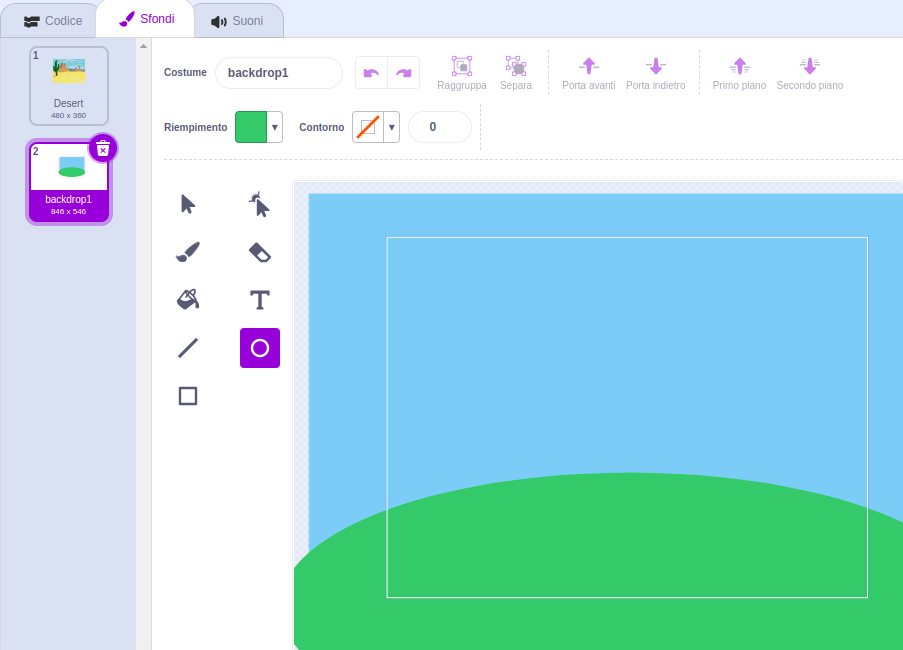 Codice
Sfondi
Suoni
1
Desert
480 x 360
2
backdrop1
846 x 546
Costume
backdrop1
Raggruppa
Separa
Porta avanti
Porta indietro
Primo piano
Secondo piano
Riempimento
Contorno
0
T